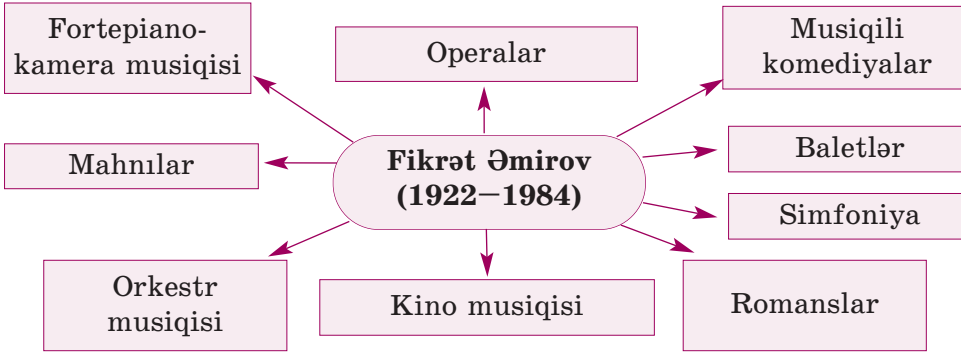 Fortepiano-
kamera musiqisi
Operalar
Musiqili
komediyalar
Mahnılar
Fikrət Əmirov
(1922—1984)
Baletlər
Simfoniya
Orkestr
musiqisi
Kino musiqisi
Romanslar